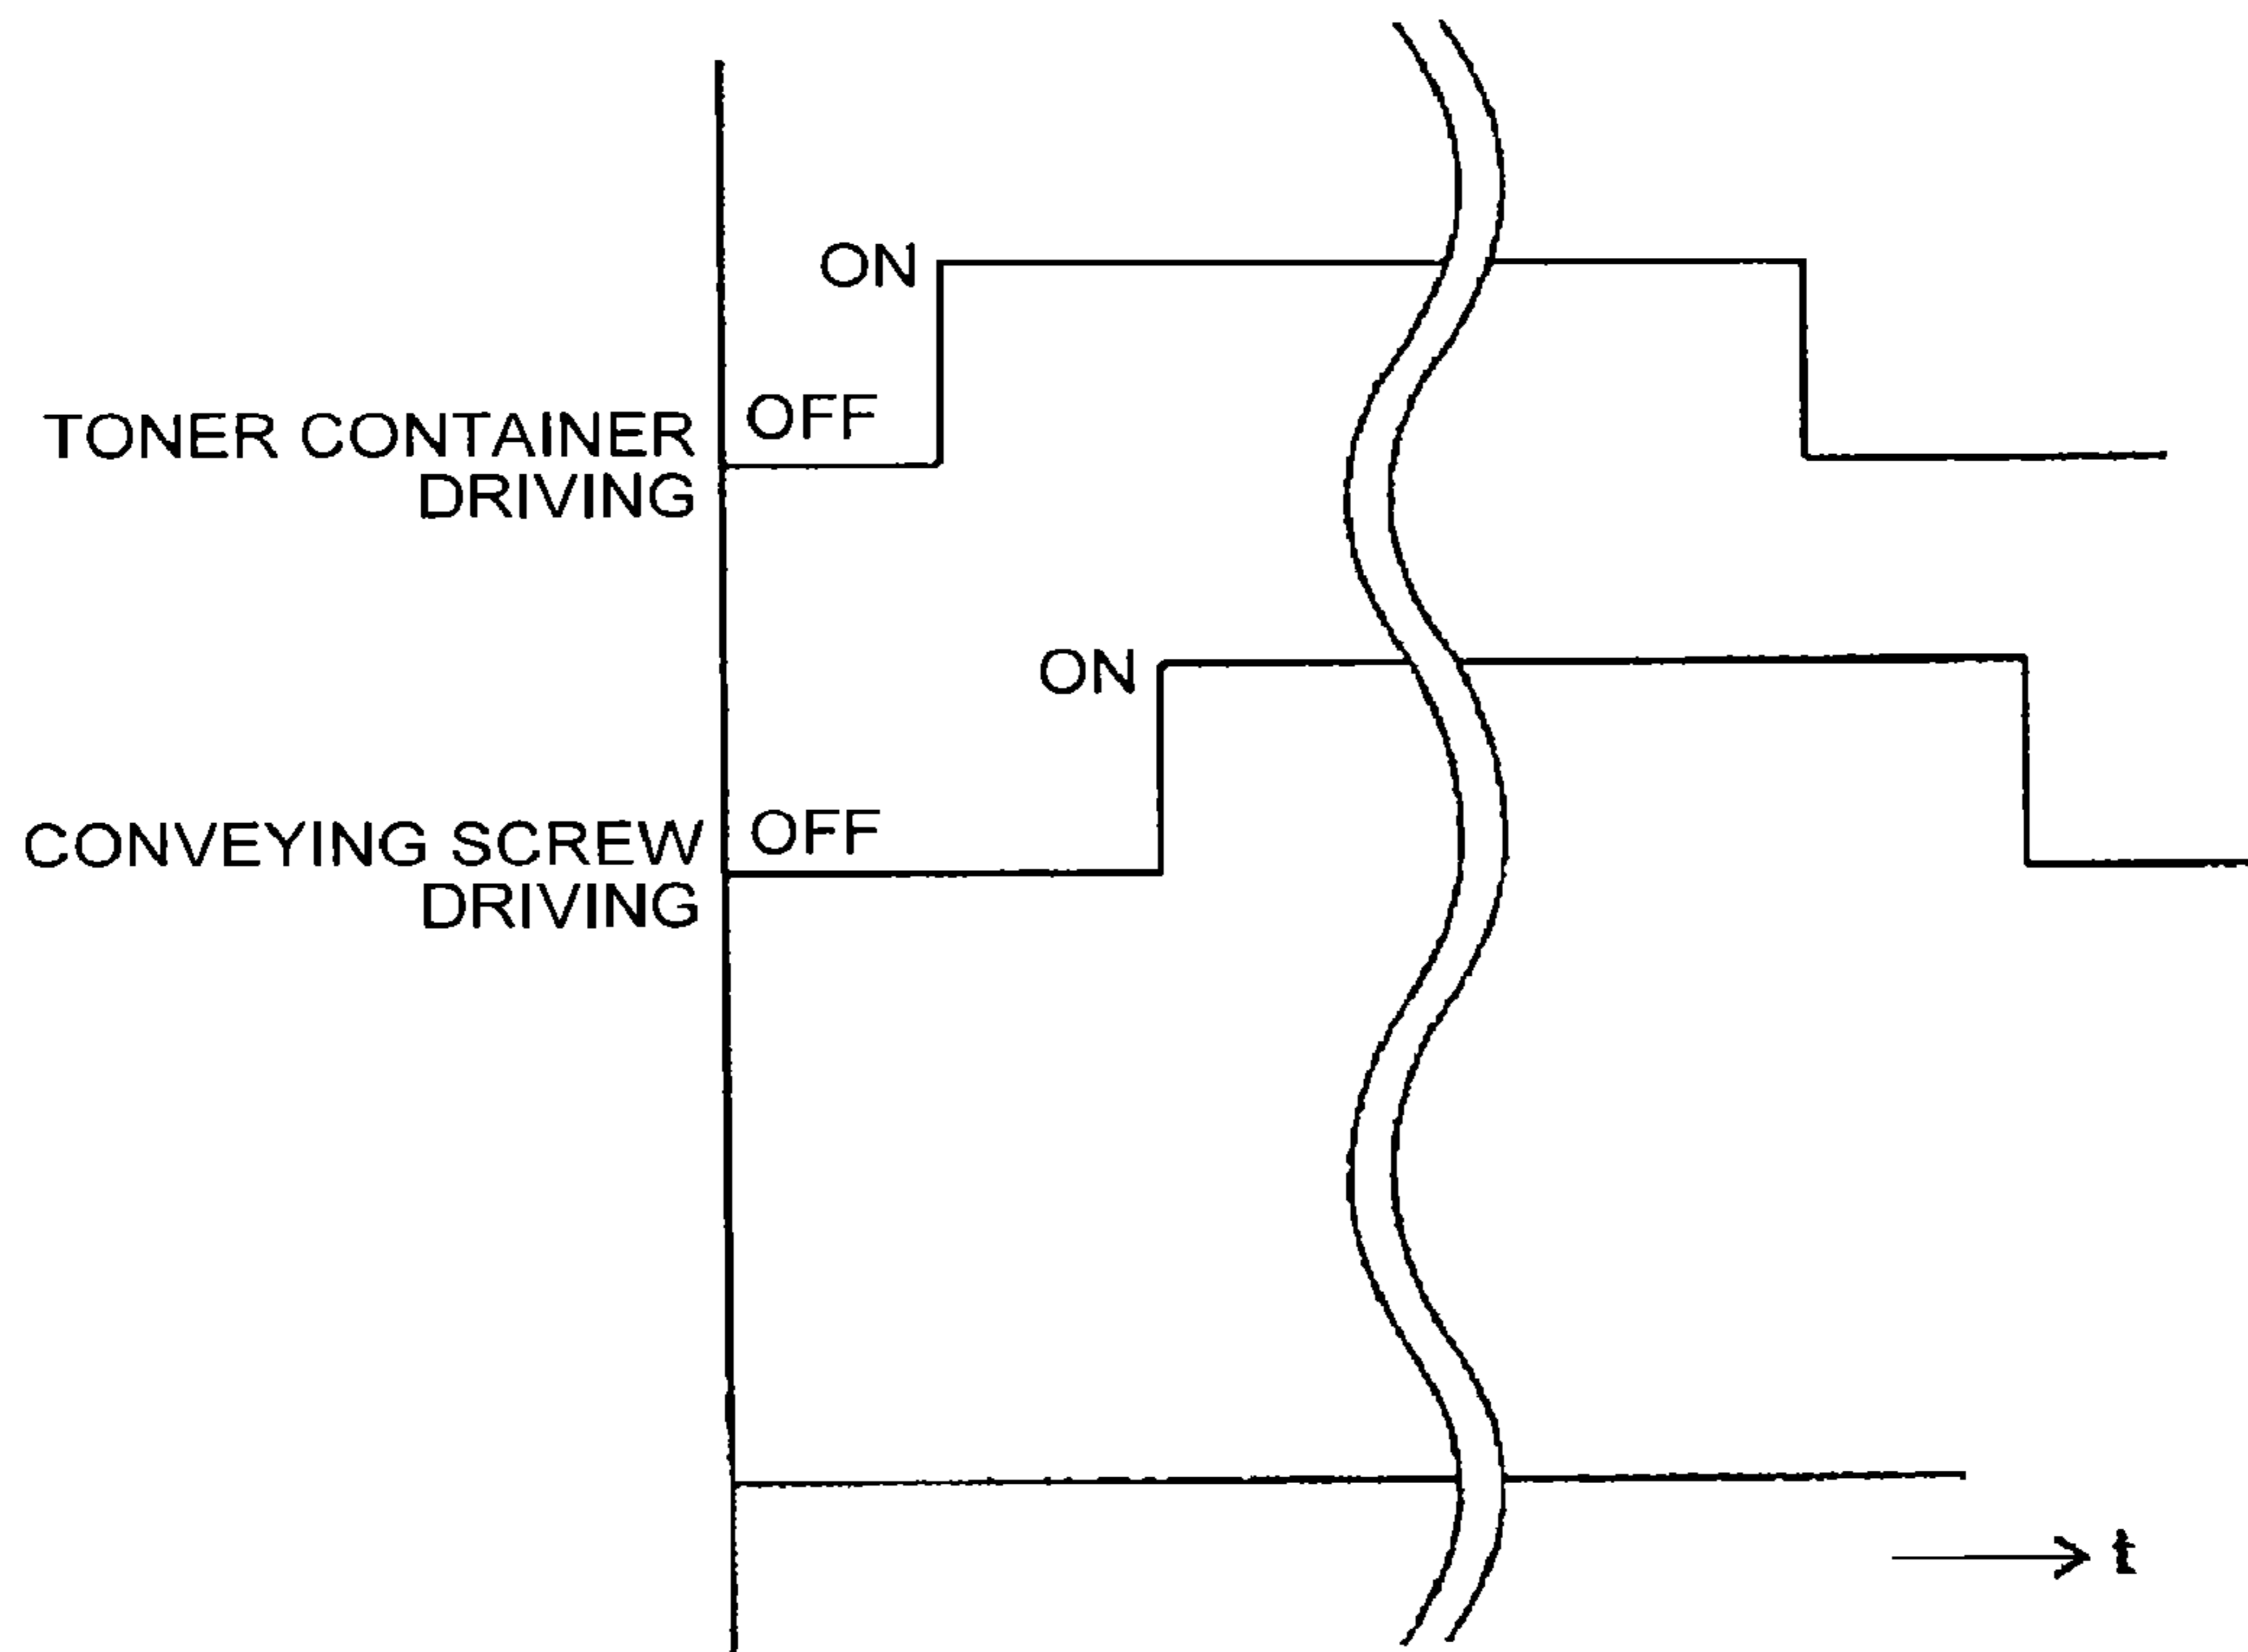 ON
OFF
TONER CONTAINER
DRIVING
ON
OFF
CONVEYING SCREW
DRIVING
t